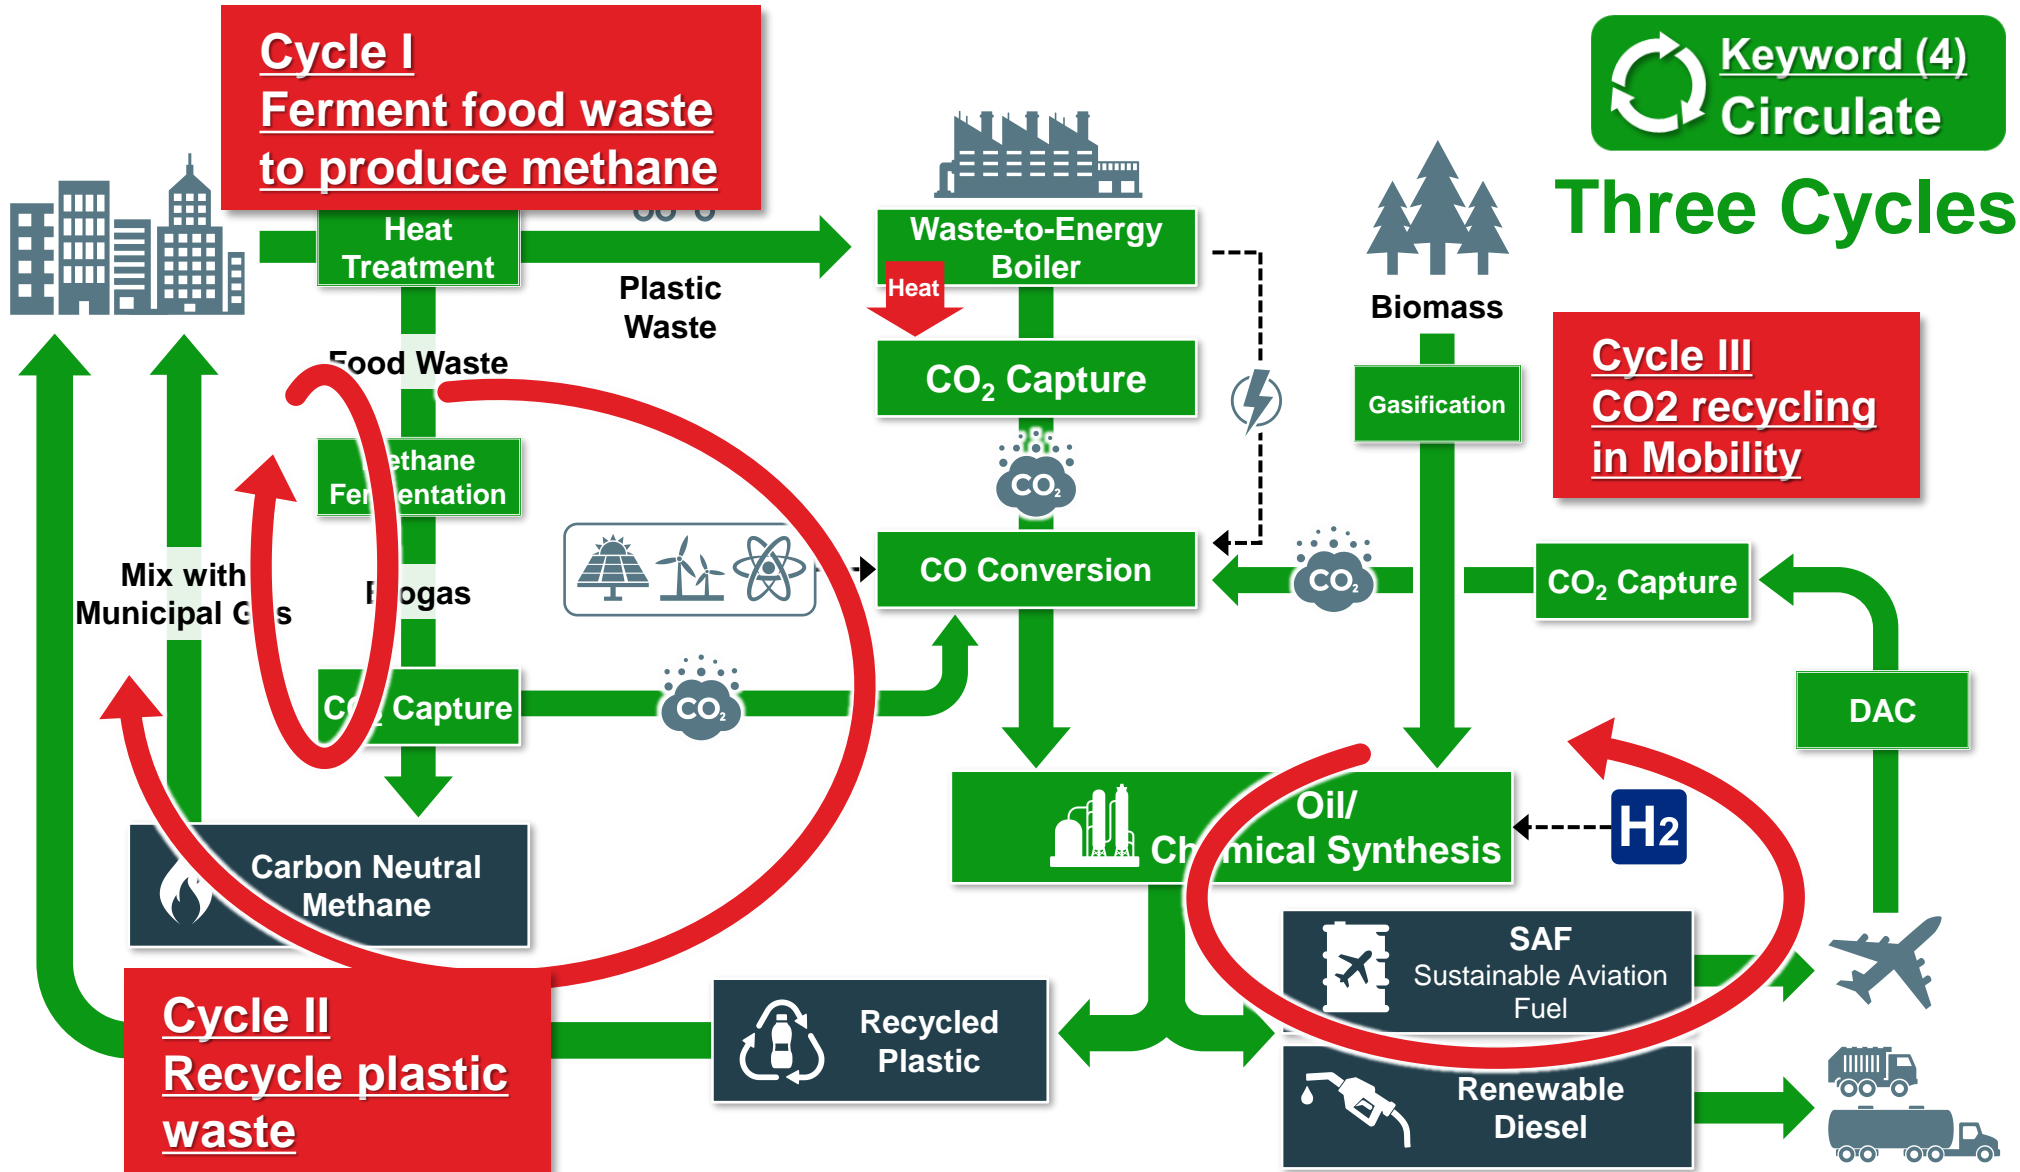 Cycle I
Ferment food waste
to produce methane
Keyword (4)
Circulate
Three Cycles
Heat
Treatment
Plastic
Waste
Waste-to-Energy
Boiler
Heat
CO₂ Capture
CO₂
Biomass
Gasification
Cycle III
CO2 recycling
in Mobility
Food Waste
Methane
Fermentation
Biogas
Mix with
Municipal Gas
CO₂ Capture
CO₂
CO Conversion
CO₂
CO₂ Capture
DAC
Carbon Neutral
Methane
Oil/
Chemical Synthesis
H2
SAF
Sustainable Aviation
Fuel
Recycled
Plastic
Renewable
Diesel
Cycle II
Recycle plastic
waste